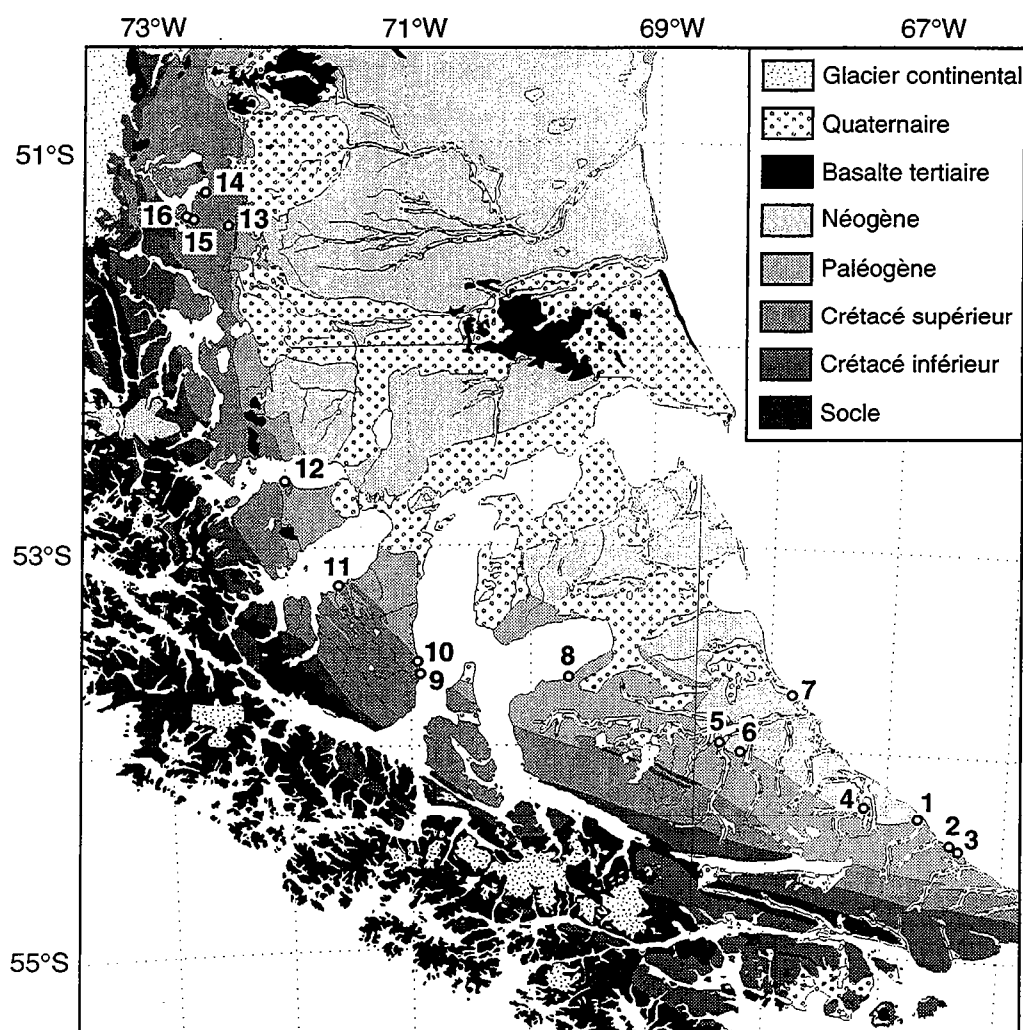 73°W 71°W 69°W 67°W
Glacier continental
Quaternaire
Basalte tertiaire
Néogène
Paléogène
Crétacé supérieur
Crétacé inférieur
Socle
51°S
53°S
55°S
14
16
13
15
12
11
10
9
8
7
5
6
4
1
2
3